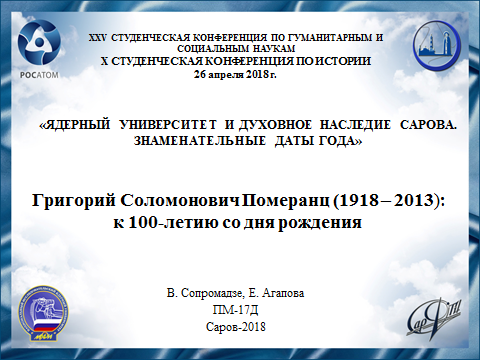 XXV СТУДЕНЧЕСКАЯ КОНФЕРЕНЦИЯ ПО ГУМАНИТАРНЫМ И
СОЦИАЛЬНЫМ НАУКАМ
X СТУДЕНЧЕСКАЯ КОНФЕРЕНЦИЯ ПО ИСТОРИИ
26 апреля 2018 г.
РОСАТОМ
«ЯДЕРНЫЙ УНИВЕРСИТЕТ И ДУХОВНОЕ НАСЛЕДИЕ САРОВА.
ЗНАМЕНАТЕЛЬНЫЕ ДАТЫ ГОДА»
Григорий Соломонович Померанц (1918 – 2013):
к 100-летию со дня рождения
В. Сопромадзе, Е. Агапова
ПМ-17Д
Саров-2018
СарФТИ